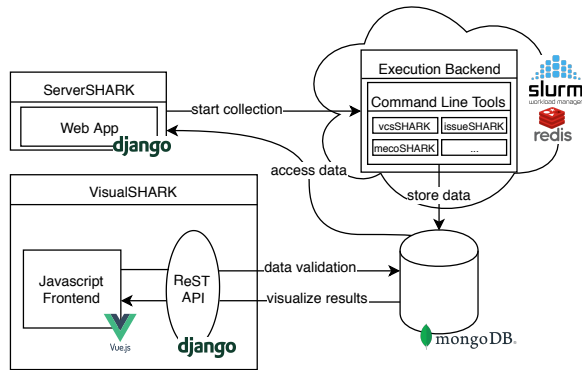 ServerSHARK
Web App
django
start collection
Execution Backend
Command Line Tools
vcsSHARK
issueSHARK
mecoSHARK
...
slurm
workload manager
redis
access data
store data
VisualSHARK
Javascript
Frontend
Vue.js
ReST
API
django
data validation
visualize results
mongoDB®